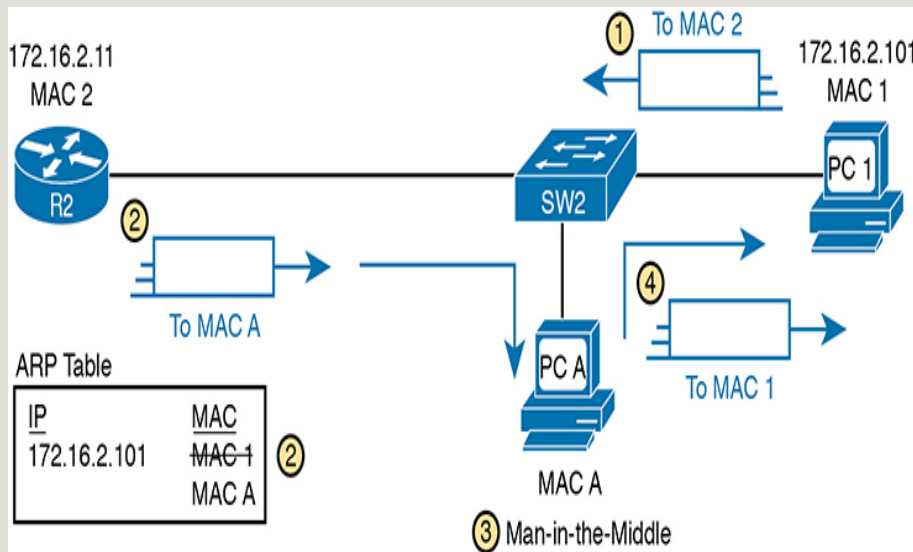 1
To MAC 2
172.16.2.11
MAC 2
172.16.2.101
MAC 1
PC 1
R2
SW2
2
To MAC A
4
To MAC 1
PC A
ARP Table
IP MAC
172.16.2.101 MAC 1
MAC A
2
MAC A
3 Man-in-the-Middle